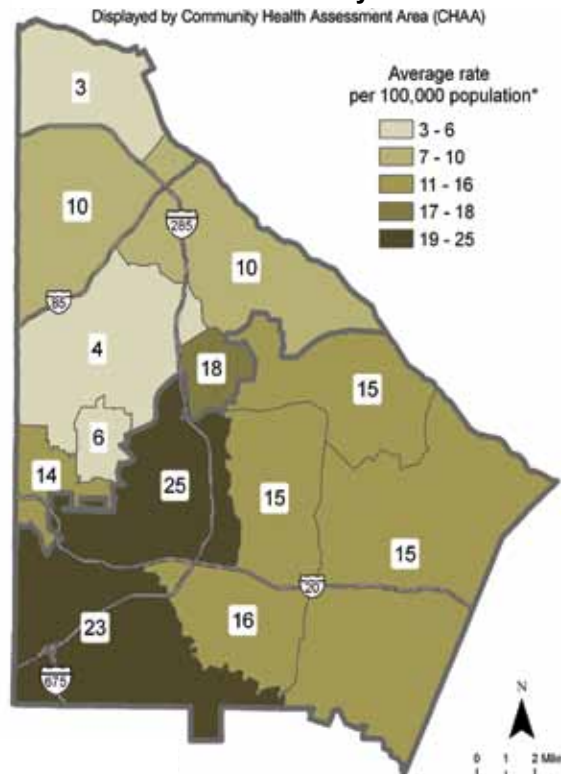 Displayed by Community Health Assessment Area (CHAA)
Average rate
per 100,000 population*
3 - 6
7 - 10
11 - 16
17 - 18
19 - 25
3
10
285
10
85
4
18
15
6
14
25
15
15
20
16
23
675
N
0 1 2 Mile